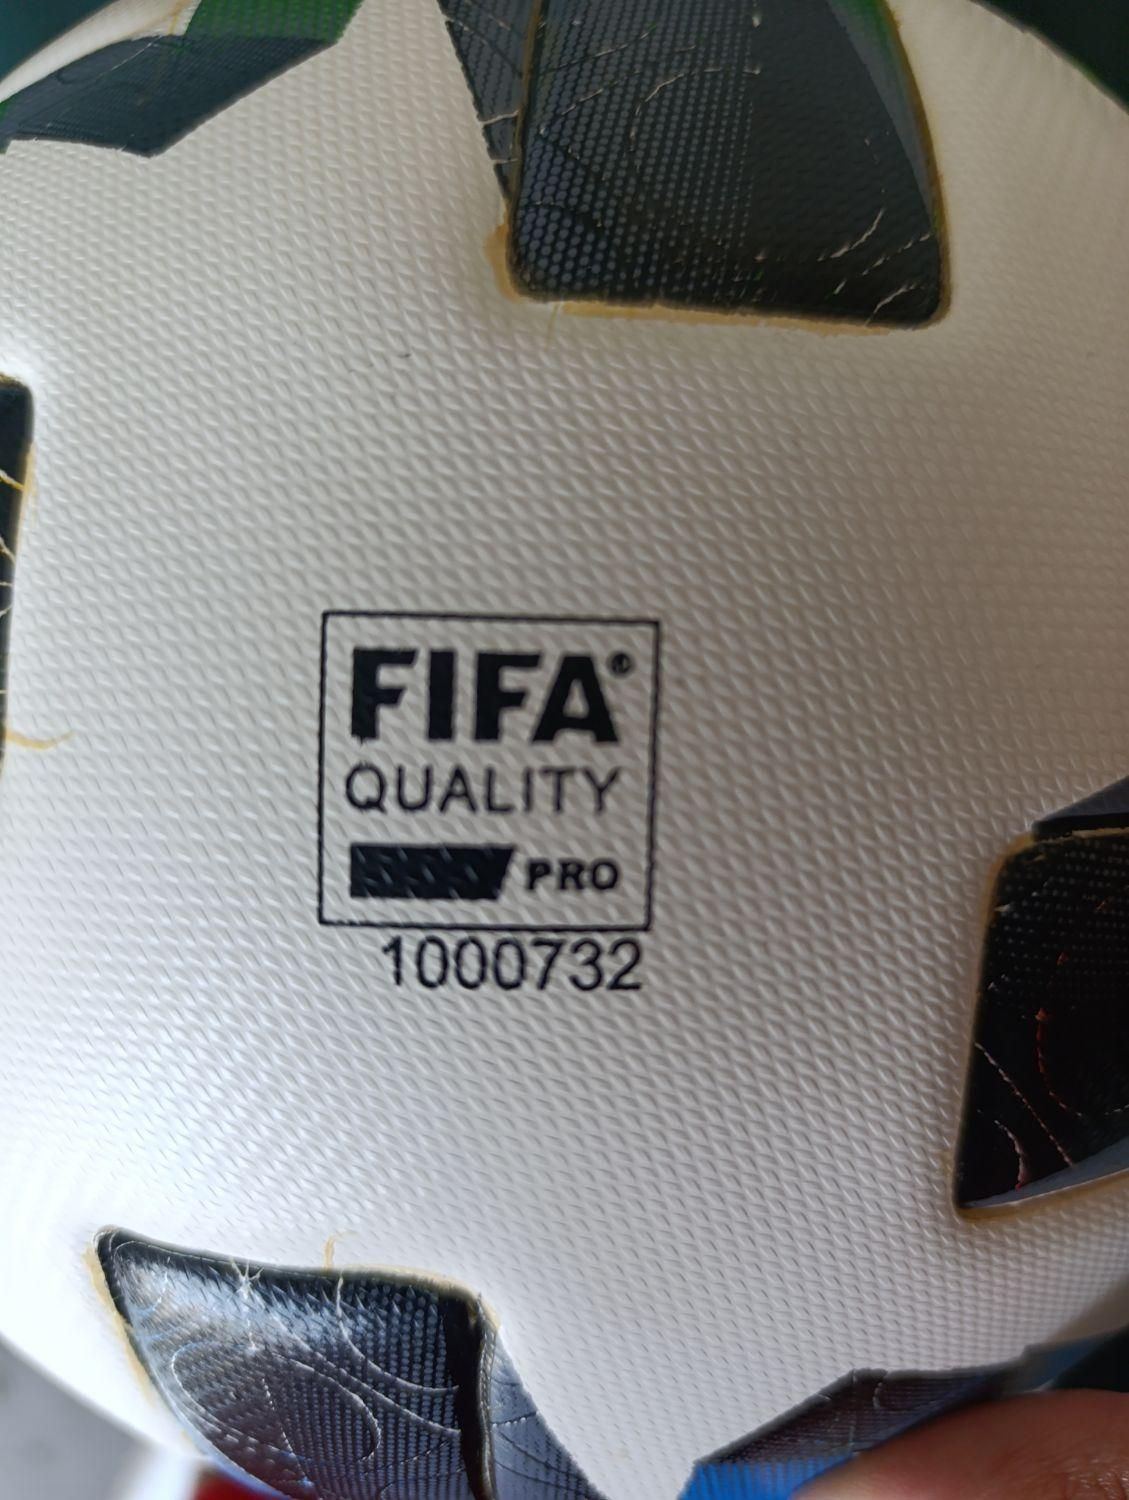 FIFA®
QUALITY
PRO
1000732